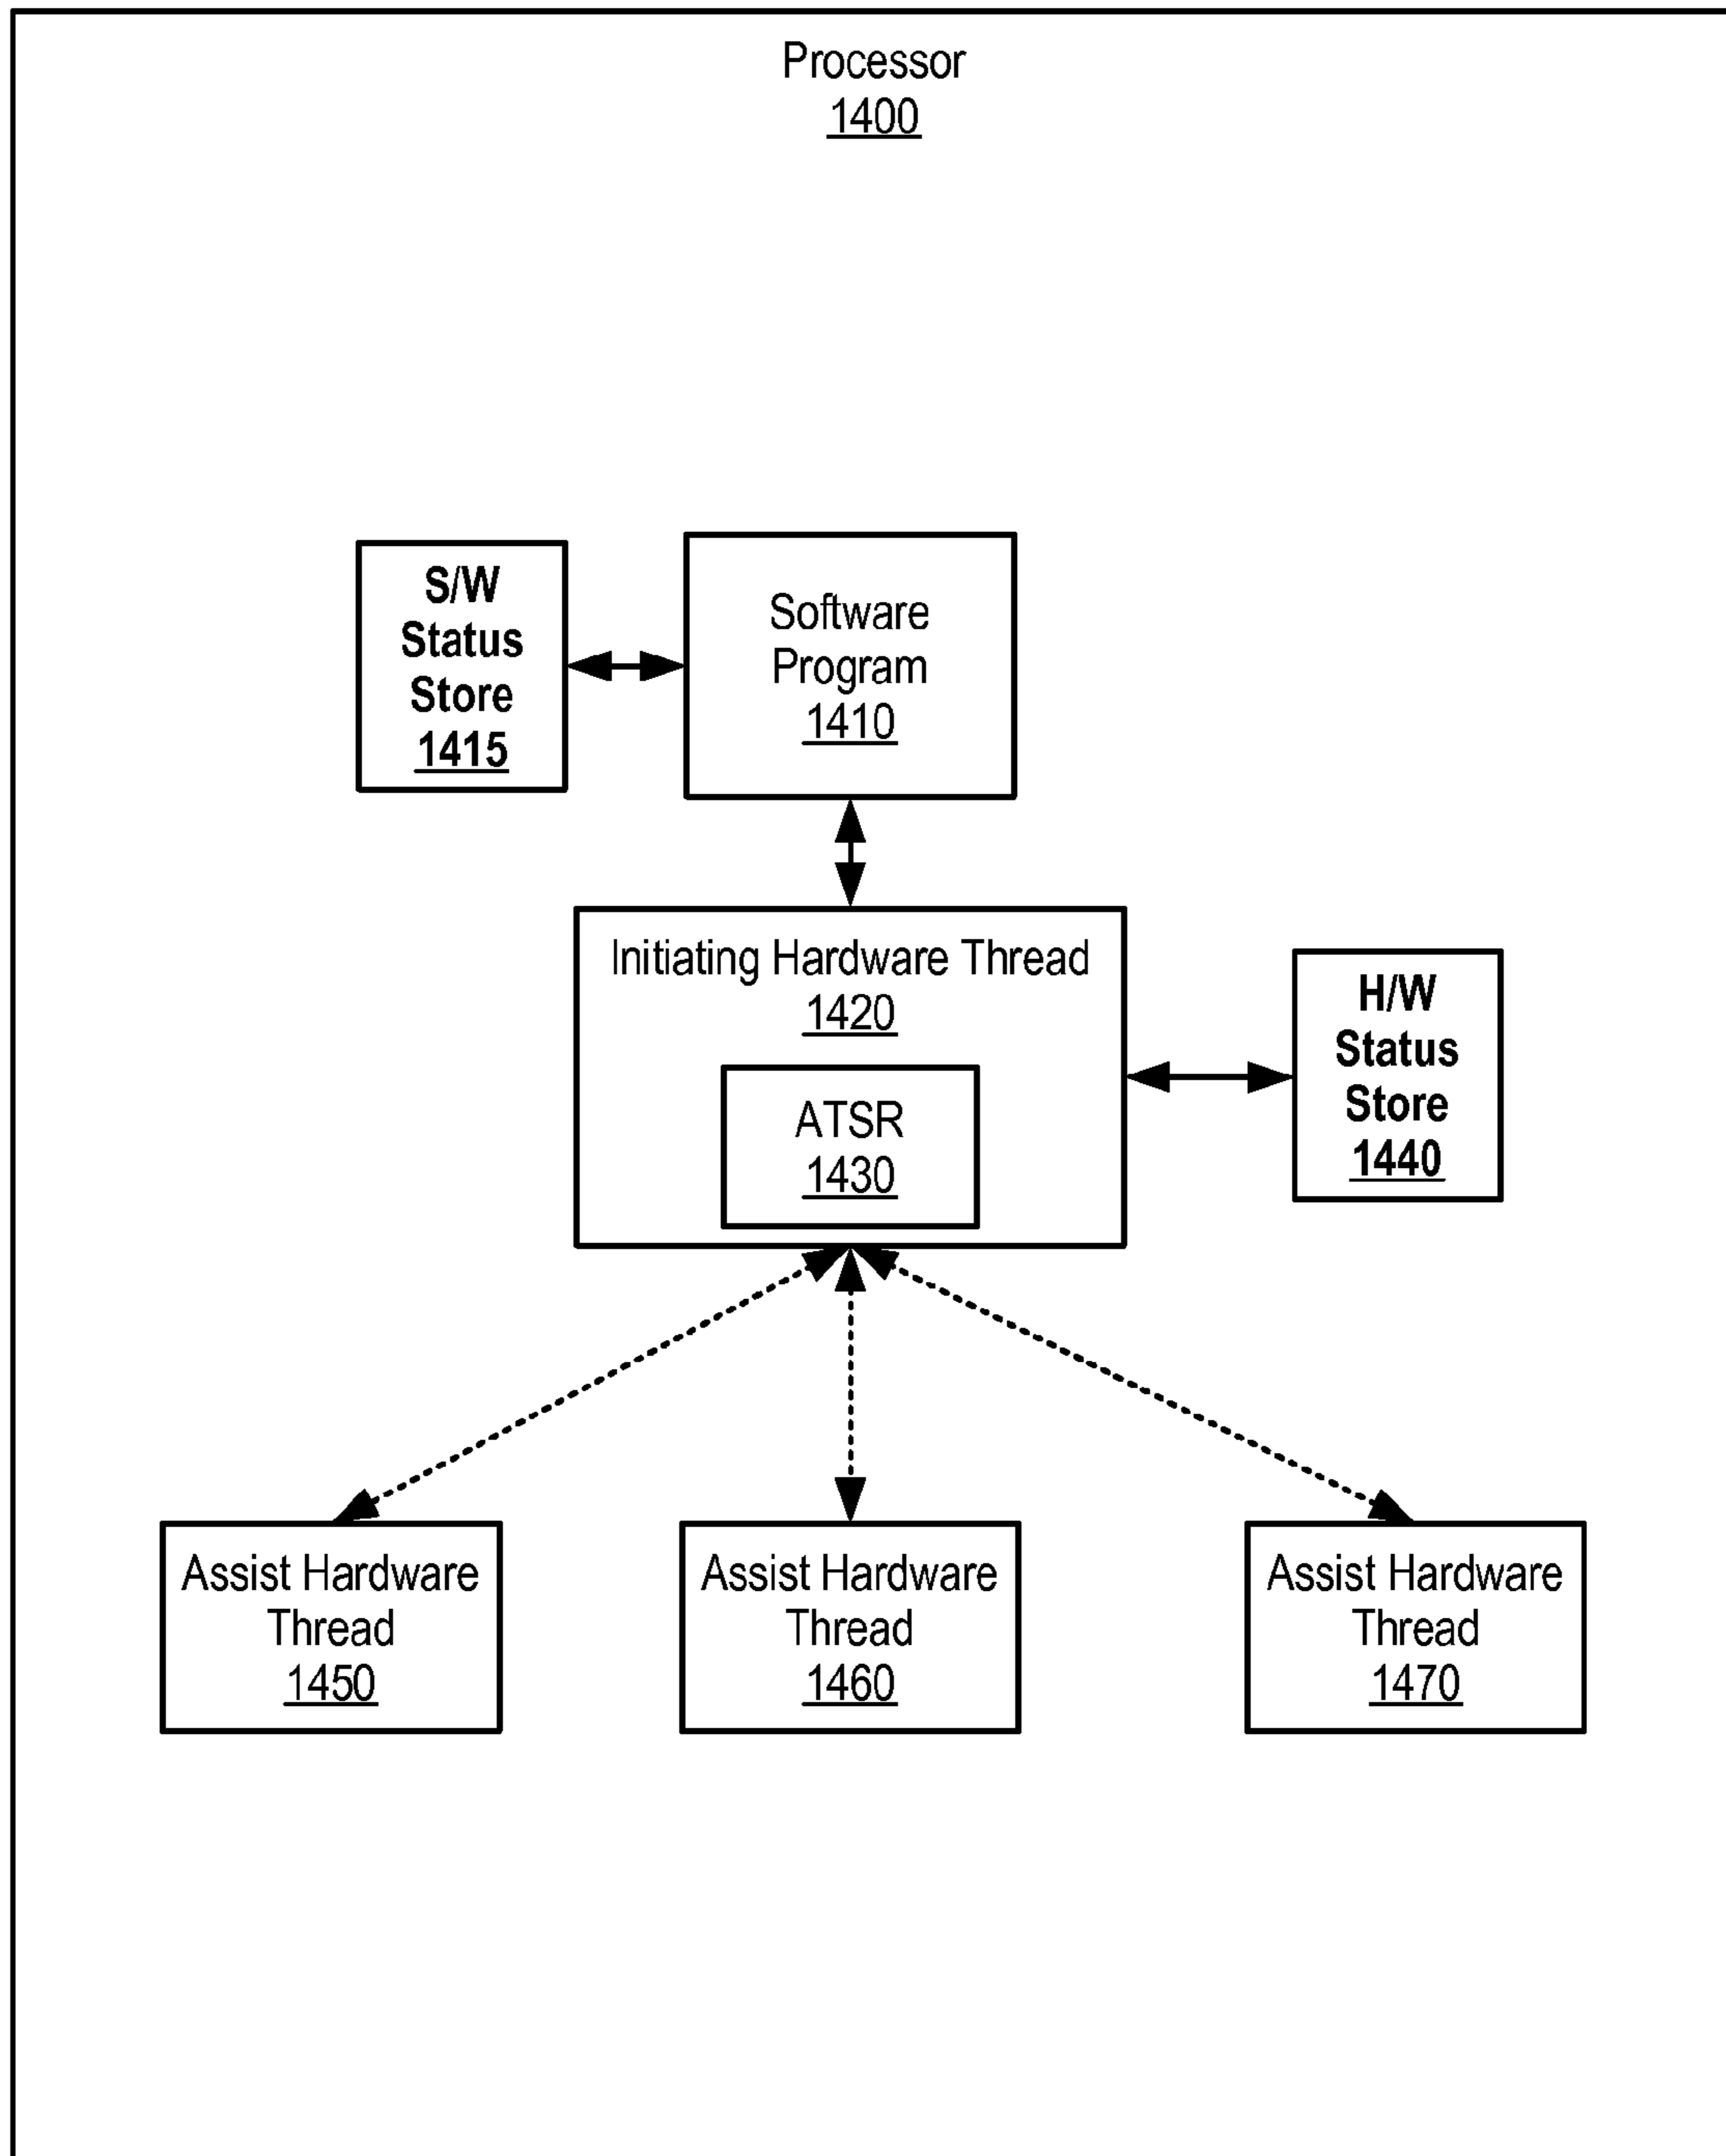 Processor
1400
S/W
Status
Store
1415
Software
Program
1410
Initiating Hardware Thread
1420
ATSR
1430
H/W
Status
Store
1440
Assist Hardware
Thread
1450
Assist Hardware
Thread
1460
Assist Hardware
Thread
1470